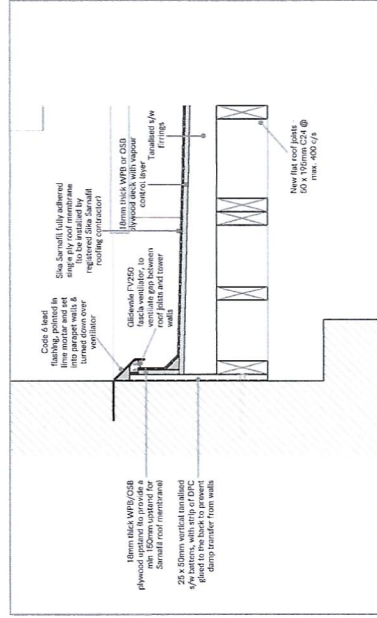 Code 6 lead
flashing, pointed in
lime mortar and set
into parapet walls &
turned down over
ventilator
Sika Sarnafil fully adhered
single ply roof membrane
(to be installed by
registered Sika Sarnafil
roofing contractor)
Glidevale FV250
fascia ventilator, to
ventilate gap between
roof joists and tower
walls
18mm thick WPB or OSB
plywood deck with vapour
control layer
Tanalised s/w
firrings
18mm thick WPB/OSB
plywood upstand (to provide a
min 150mm upstand for
Sarnafil roof membrane)
25 x 50mm vertical tanalised
s/w battens, with strip of DPC
glued to the back to prevent
damp transfer from walls
New flat roof joists -
50 x 195mm C24 @
max. 400 c/s